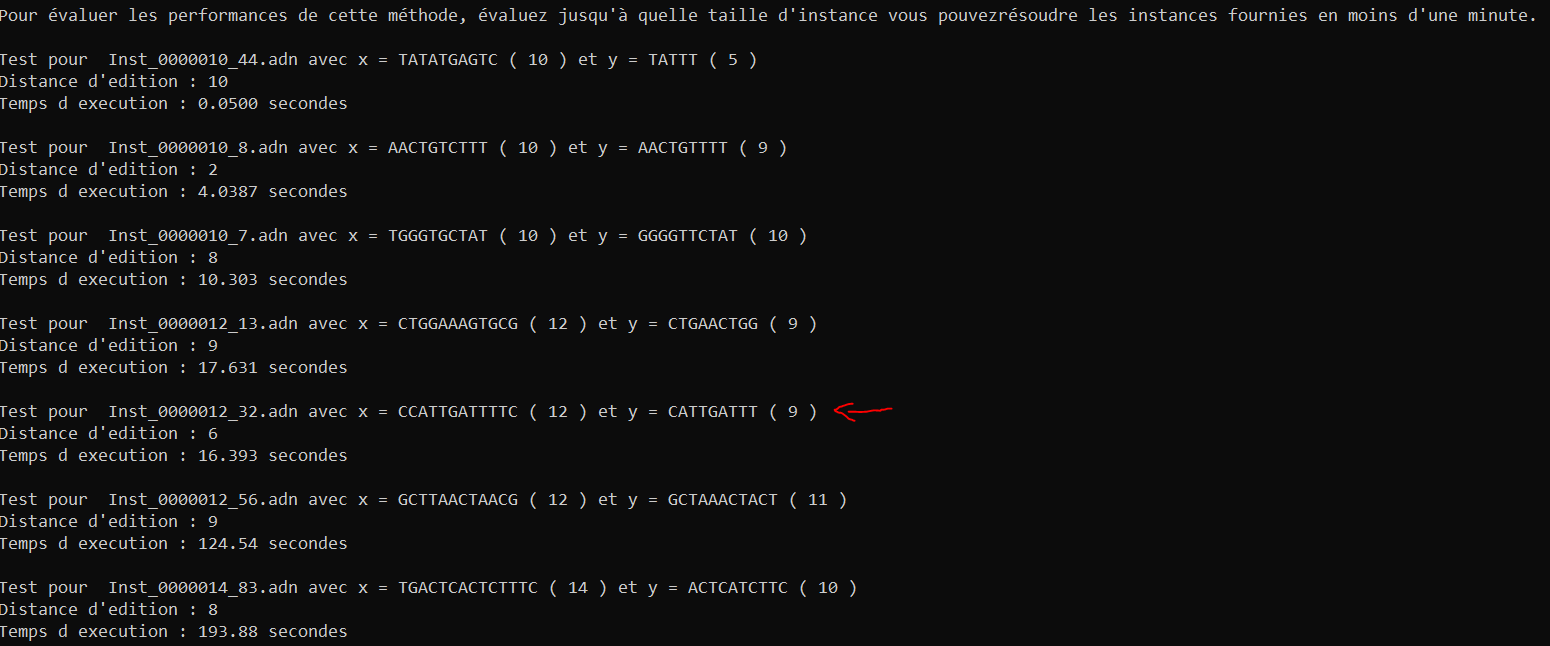 Pour évaluer les performances de cette méthode, évaluez jusqu'à quelle taille d'instance vous pouvezrésoudre les instances fournies en moins d'une minute.
Test pour  Inst_0000010_44.adn avec x = TATATGAGTC ( 10 ) et y = TATTT ( 5 )
Distance d'edition : 10
Temps d execution : 0.0500 secondes
Test pour  Inst_0000010_8.adn avec x = AACTGTCTTT ( 10 ) et y = AACTGTTTT ( 9 )
Distance d'edition : 2
Temps d execution : 4.0387 secondes
Test pour  Inst_0000010_7.adn avec x = TGGGTGCTAT ( 10 ) et y = GGGGTTCTAT ( 10 )
Distance d'edition : 8
Temps d execution : 10.303 secondes
Test pour  Inst_0000012_13.adn avec x = CTGGAAAGTGCG ( 12 ) et y = CTGAACTGG ( 9 )
Distance d'edition : 9
Temps d execution : 17.631 secondes
Test pour  Inst_0000012_32.adn avec x = CCATTGATTTTC ( 12 ) et y = CATTGATTT ( 9 )
Distance d'edition : 6
Temps d execution : 16.393 secondes
Test pour  Inst_0000012_56.adn avec x = GCTTAACTAACG ( 12 ) et y = GCTAAACTACT ( 11 )
Distance d'edition : 9
Temps d execution : 124.54 secondes
Test pour  Inst_0000014_83.adn avec x = TGACTCACTCTTTC ( 14 ) et y = ACTCATCTTC ( 10 )
Distance d'edition : 8
Temps d execution : 193.88 secondes